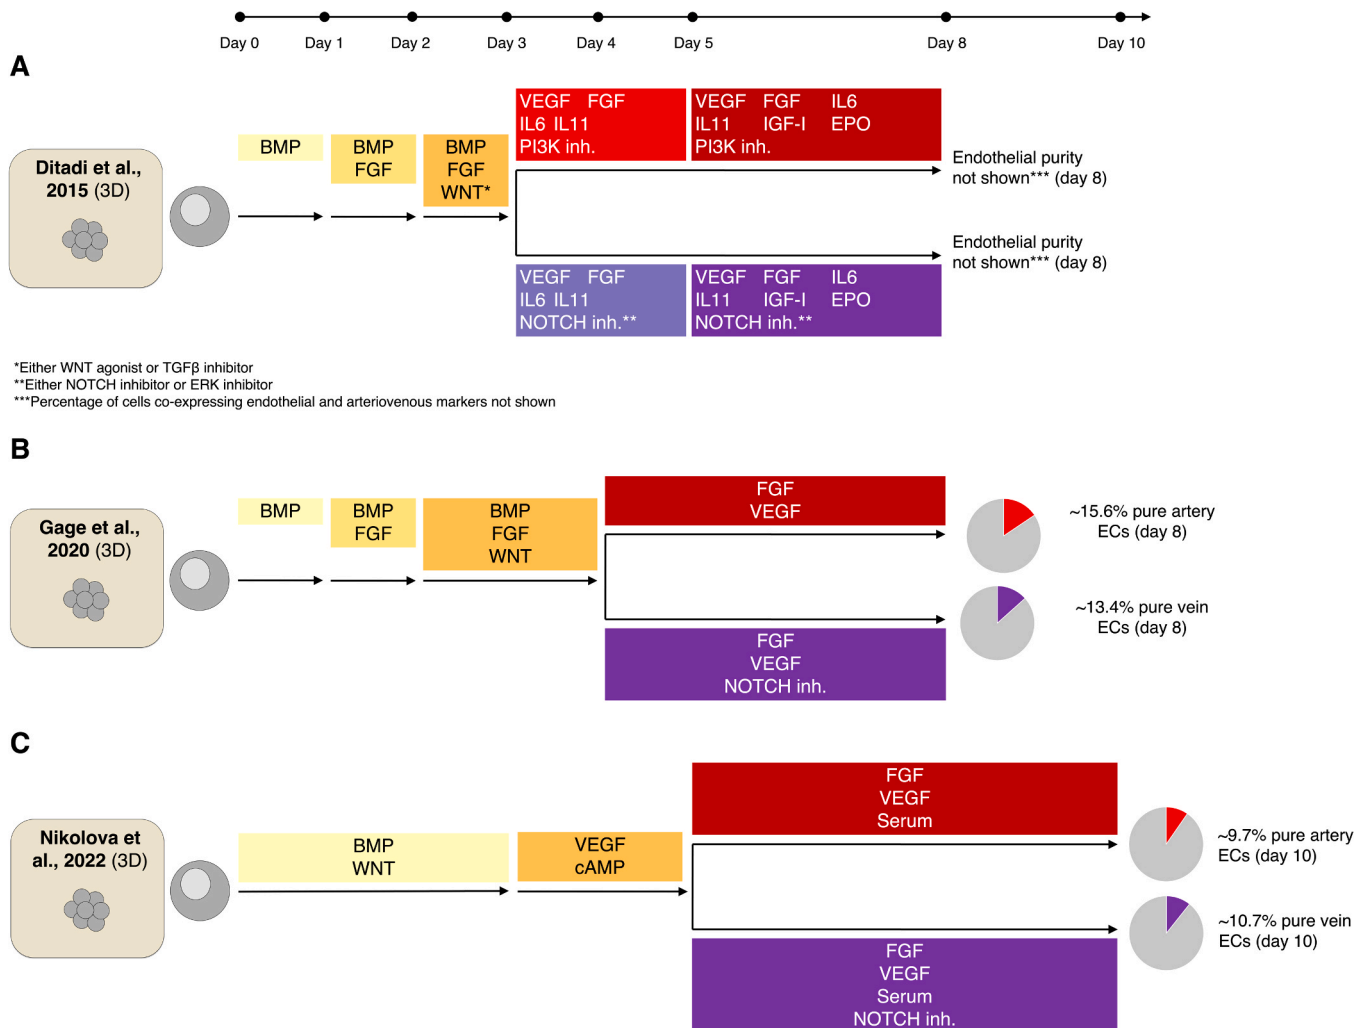 Day 0 Day 1 Day 2 Day 3 Day 4 Day 5 Day 8 Day 10
A
Ditadi et al.,
2015 (3D)
BMP
BMP
FGF
BMP
FGF
WNT*
VEGF FGF
IL6 IL11
PI3K inh.
VEGF FGF IL6
IL11 IGF-I EPO
PI3K inh.
Endothelial purity
not shown*** (day 8)
Endothelial purity
not shown*** (day 8)
VEGF FGF
IL6 IL11
NOTCH inh.**
VEGF FGF IL6
IL11 IGF-I EPO
NOTCH inh.**
*Either WNT agonist or TGFβ inhibitor
**Either NOTCH inhibitor or ERK inhibitor
***Percentage of cells co-expressing endothelial and arteriovenous markers not shown
B
Gage et al.,
2020 (3D)
BMP
BMP
FGF
BMP
FGF
WNT
FGF
VEGF
~15.6% pure artery
ECs (day 8)
~13.4% pure vein
ECs (day 8)
FGF
VEGF
NOTCH inh.
C
Nikolova et
al., 2022 (3D)
BMP
WNT
VEGF
cAMP
FGF
VEGF
Serum
~9.7% pure artery
ECs (day 10)
~10.7% pure vein
ECs (day 10)
FGF
VEGF
Serum
NOTCH inh.